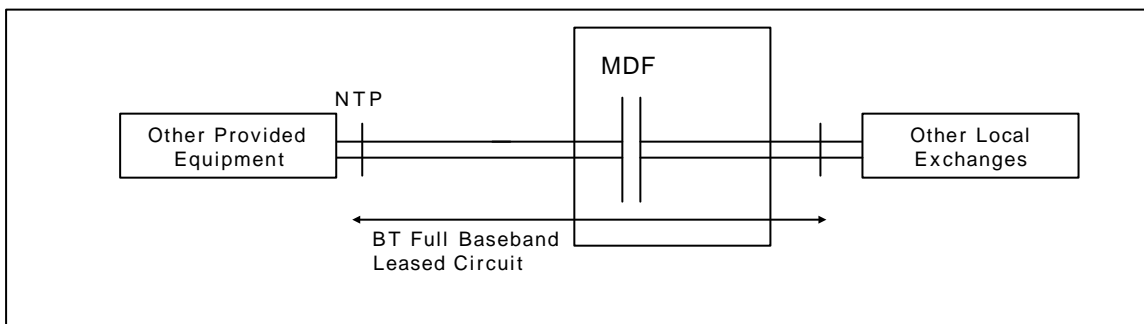 MDF
NTP
Other Provided
Equipment
Other Local
Exchanges
BT Full Baseband
Leased Circuit